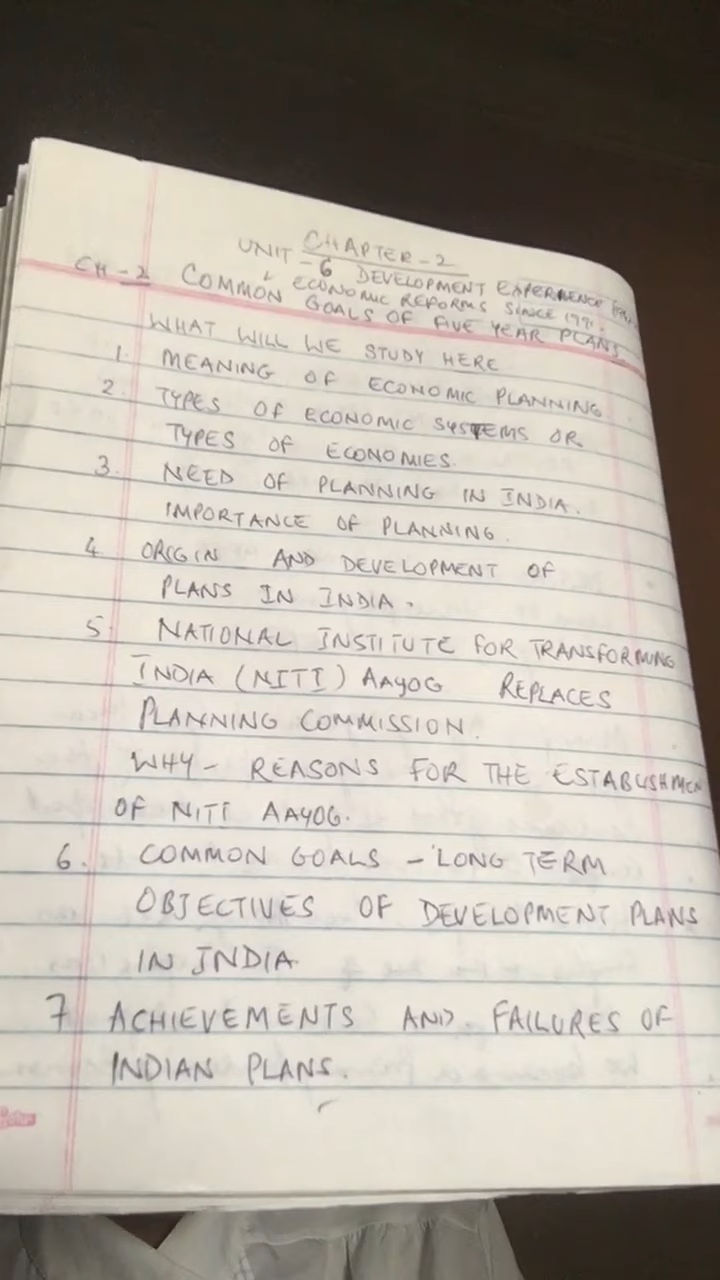 CHAPTER-2
UNIT-6 DEVELOPMENT EXPERIENCE
& ECONOMIC REFORMS SINCE 1991.
CH-2 COMMON GOALS OF FIVE YEAR PLANS
WHAT WILL WE STUDY HERE
1. MEANING OF ECONOMIC PLANNING
2. TYPES OF ECONOMIC SYSTEMS OR
TYPES OF ECONOMIES.
3. NEED OF PLANNING IN INDIA.
IMPORTANCE OF PLANNING.
4. ORIGIN AND DEVELOPMENT OF
PLANS IN INDIA.
5. NATIONAL INSTITUTE FOR TRANSFORMING
INDIA (NITI) AAYOG REPLACES
PLANNING COMMISSION.
WHY - REASONS FOR THE ESTABLISHMEN
OF NITI AAYOG.
6. COMMON GOALS - LONG TERM
OBJECTIVES OF DEVELOPMENT PLANS
IN INDIA
7 ACHIEVEMENTS AND FAILURES OF
INDIAN PLANS.